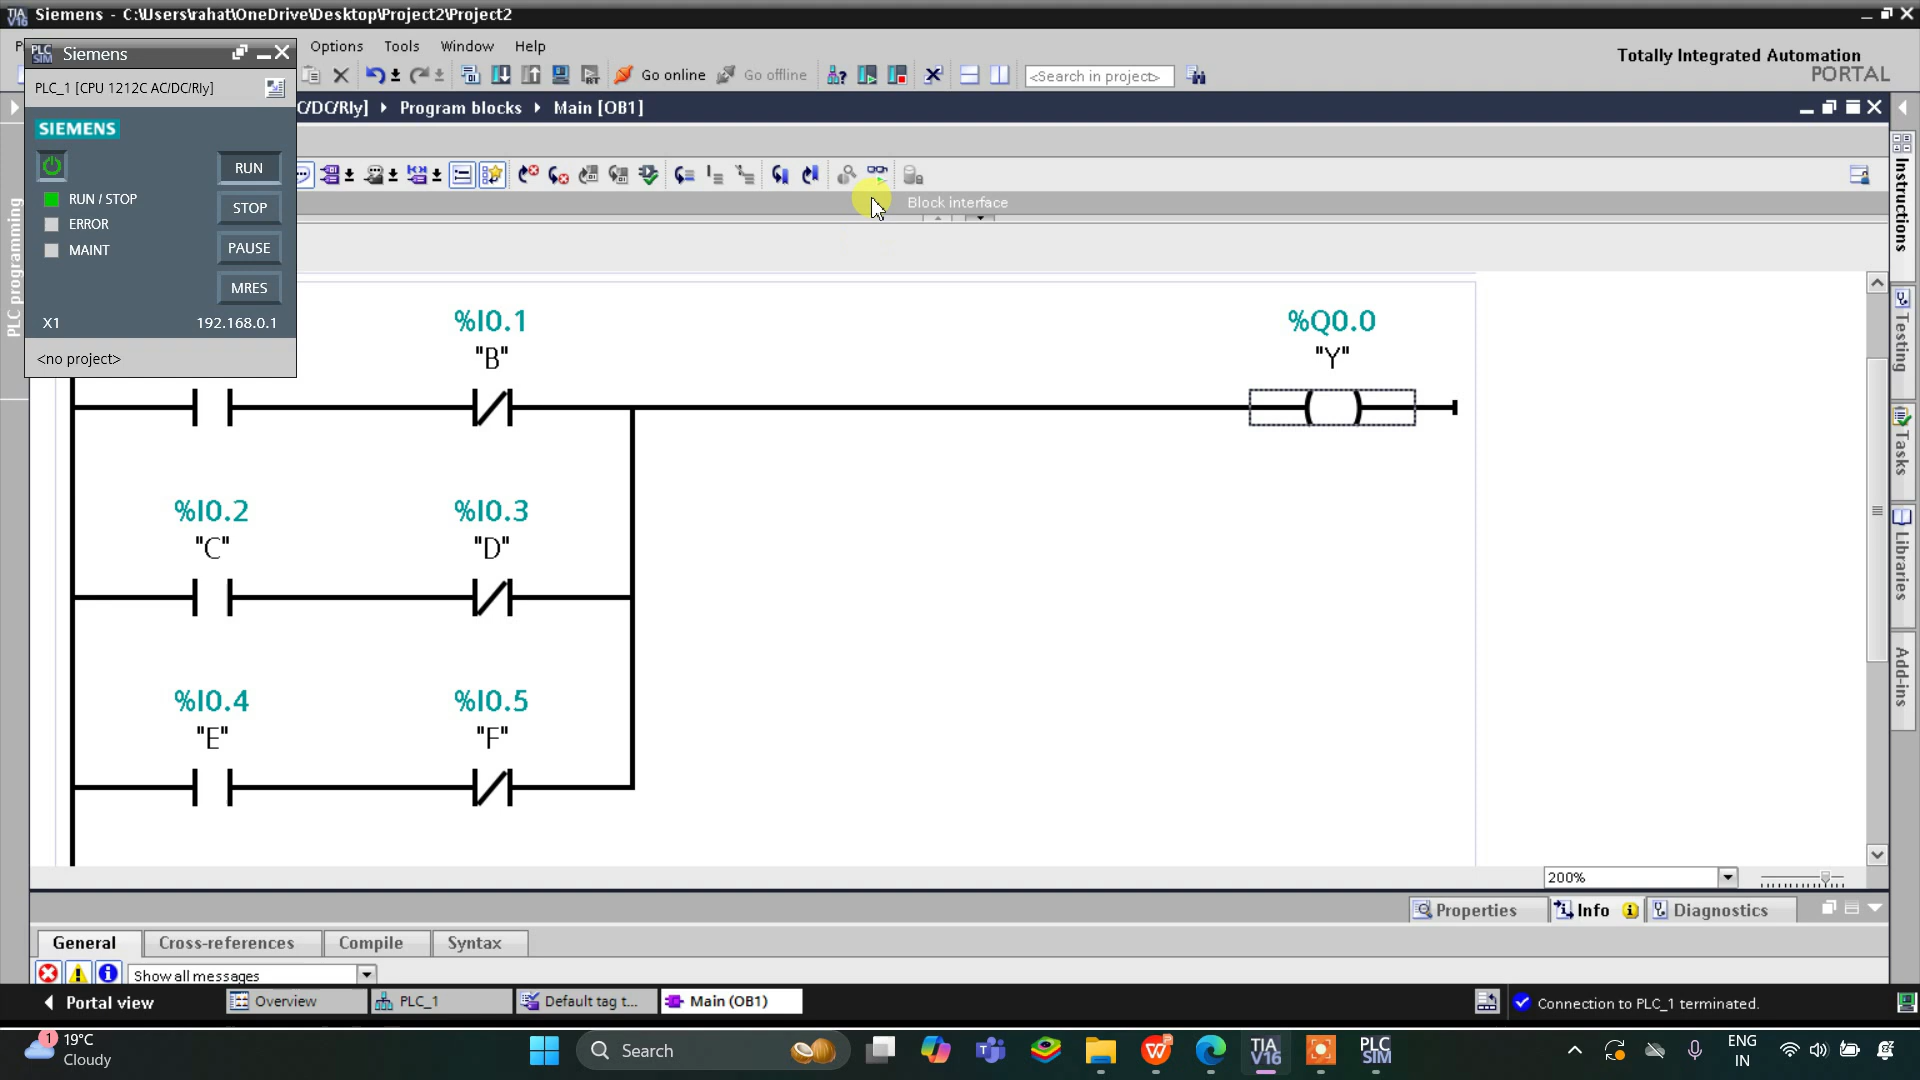 Siemens - C:\Users\rahat\OneDrive\Desktop\Project2\Project2
Options Tools Window Help
Totally Integrated Automation
PORTAL
Go online Go offline <Search in project>
PLC SIM Siemens
PLC_1 [CPU 1212C AC/DC/Rly]
C/DC/Rly] Program blocks Main [OB1]
SIEMENS
RUN
RUN / STOP
STOP
ERROR
MAINT
PAUSE
MRES
X1 192.168.0.1
<no project>
Block interface
PLC programming
Instructions
Testing
Tasks
Libraries
Add-ins
%I0.1 %Q0.0
"B" "Y"
%I0.2 %I0.3
"C" "D"
%I0.4 %I0.5
"E" "F"
200%
Properties Info Diagnostics
General Cross-references Compile Syntax
Show all messages
Portal view Overview PLC_1 Default tag t... Main (OB1) Connection to PLC_1 terminated.
1 19°C
Cloudy
Search
TIA V16
PLC SIM
ENG
IN